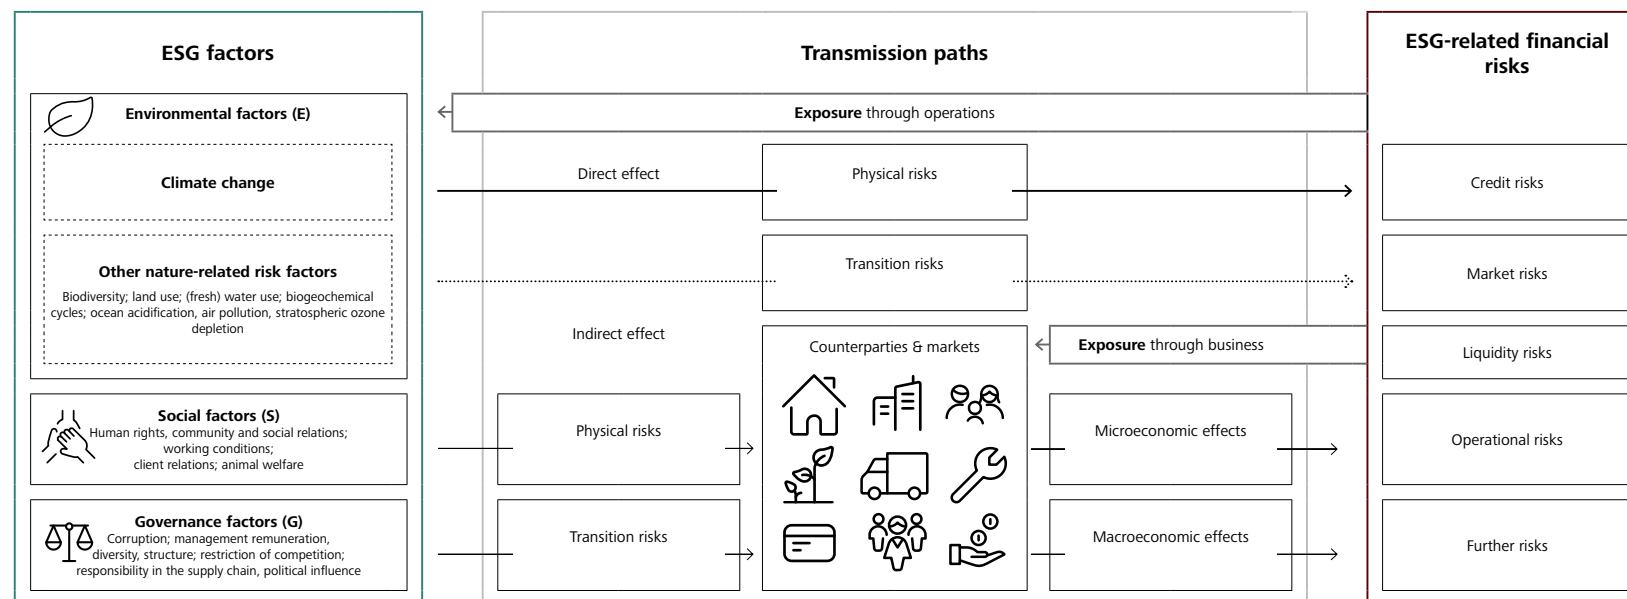 ESG factors
Environmental factors (E)
Climate change
Other nature-related risk factors
Biodiversity; land use; (fresh) water use; biogeochemical
cycles; ocean acidification, air pollution, stratospheric ozone
depletion
Social factors (S)
Human rights, community and social relations;
working conditions;
client relations; animal welfare
Governance factors (G)
Corruption; management remuneration,
diversity, structure; restriction of competition;
responsibility in the supply chain, political influence
Transmission paths
Exposure through operations
Direct effect
Physical risks
Transition risks
Indirect effect
Counterparties & markets
Exposure through business
Physical risks
Microeconomic effects
Transition risks
Macroeconomic effects
ESG-related financial
risks
Credit risks
Market risks
Liquidity risks
Operational risks
Further risks